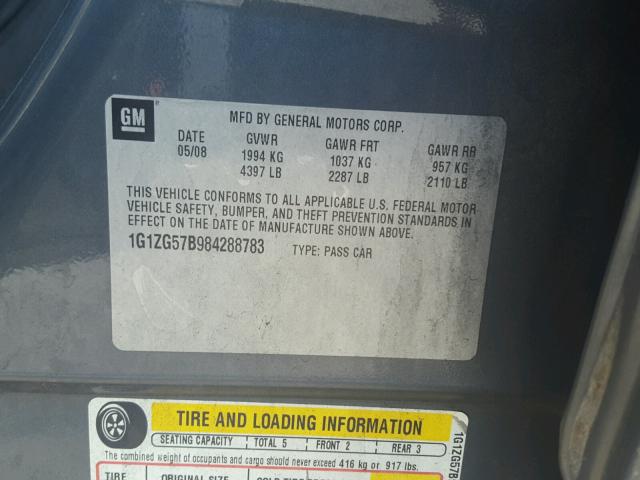 GM
MFD BY GENERAL MOTORS CORP.
DATE GVWR GAWR FRT GAWR RR
05/08 1994 KG 1037 KG 957 KG
4397 LB 2287 LB 2110 LB
THIS VEHICLE CONFORMS TO ALL APPLICABLE U.S. FEDERAL MOTOR
VEHICLE SAFETY, BUMPER, AND THEFT PREVENTION STANDARDS IN
EFFECT ON THE DATE OF MANUFACTURE SHOWN ABOVE.
1G1ZG57B984288783 TYPE: PASS CAR
TIRE AND LOADING INFORMATION
SEATING CAPACITY TOTAL 5 FRONT 2 REAR 3
The combined weight of occupants and cargo should never exceed 416 kg or 917 lbs.
TIRE ORIGINAL SIZE
1G1ZG57B